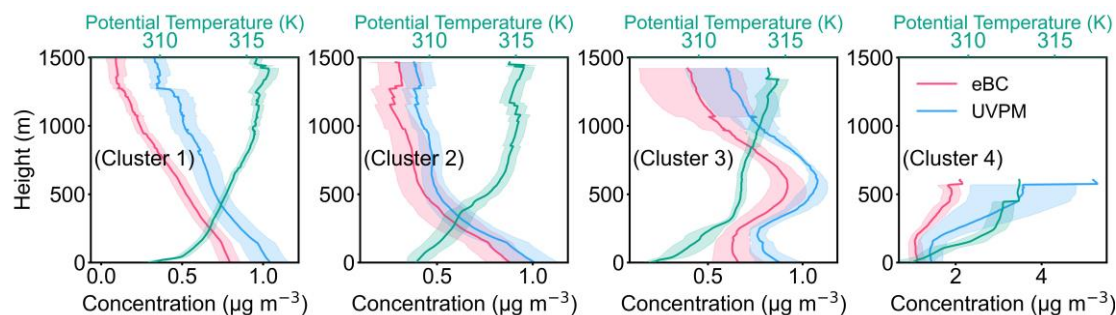 Potential Temperature (K) Potential Temperature (K) Potential Temperature (K) Potential Temperature (K)
310 315 310 315 310 315 310 315
1500 1500 1500 1500
eBC
UVPM
1000 1000 1000 1000
Height (m)
(Cluster 1) (Cluster 2) (Cluster 3) (Cluster 4)
500 500 500 500
0 0 0 0
0.0 0.5 1.0 0.5 1.0 0.5 1.0 2 4
Concentration (µg m⁻³) Concentration (µg m⁻³) Concentration (µg m⁻³) Concentration (µg m⁻³)